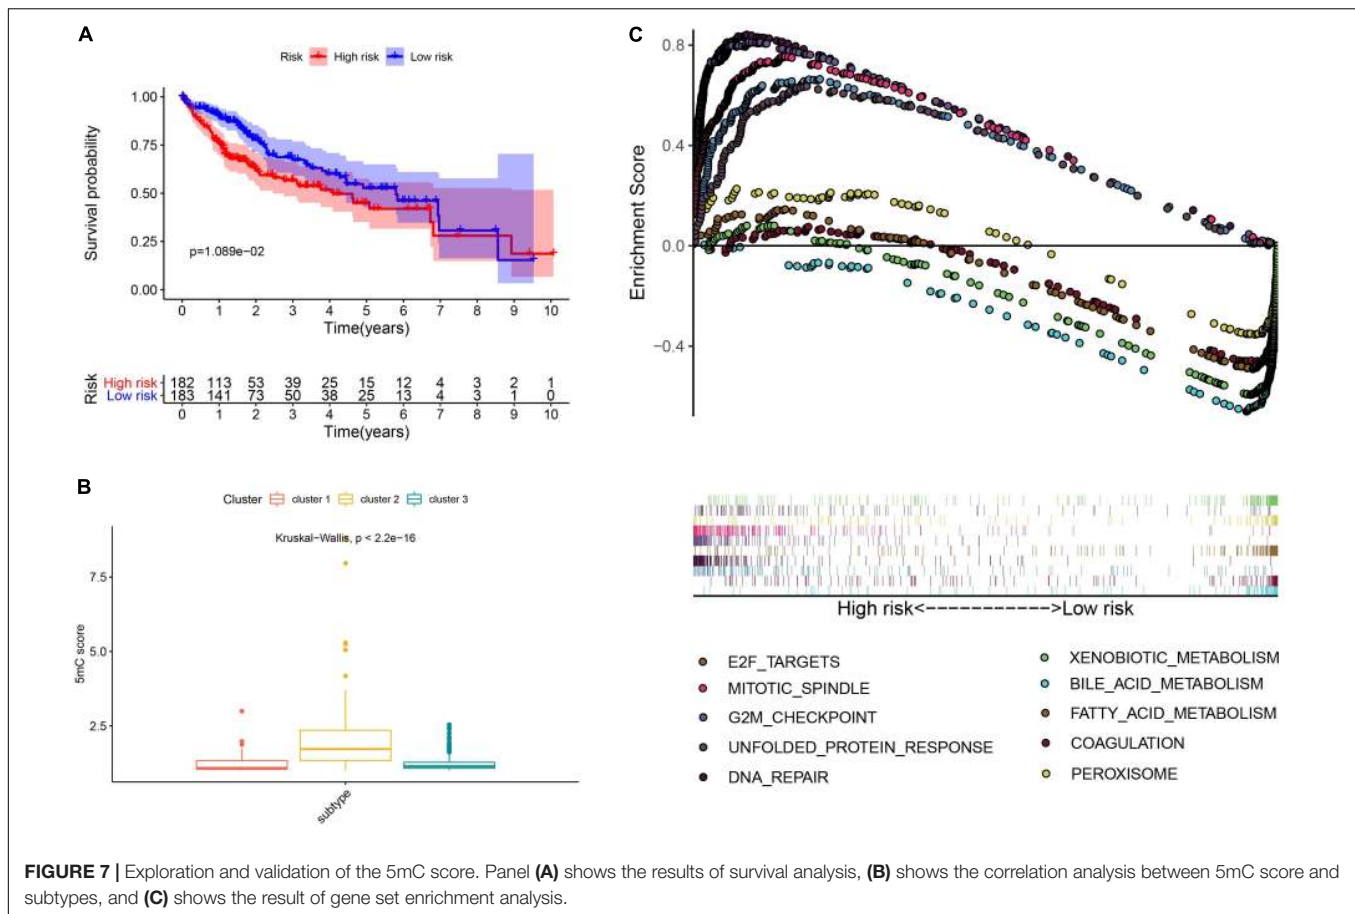 A
Risk High risk Low risk
1.00
0.75
0.50
0.25
0.00
Survival probability
p=1.089e−02
0 1 2 3 4 5 6 7 8 9 10
Time(years)
Risk
High risk 182 113 53 39 25 15 12 4 3 2 1
Low risk 183 141 73 50 38 25 13 4 3 1 0
0 1 2 3 4 5 6 7 8 9 10
Time(years)
B
Cluster cluster 1 cluster 2 cluster 3
Kruskal−Wallis, p < 2.2e−16
7.5
5.0
2.5
5mC score
subtype
C
0.8
0.4
0.0
−0.4
Enrichment Score
High risk<----------->Low risk
E2F_TARGETS
MITOTIC_SPINDLE
G2M_CHECKPOINT
UNFOLDED_PROTEIN_RESPONSE
DNA_REPAIR
XENOBIOTIC_METABOLISM
BILE_ACID_METABOLISM
FATTY_ACID_METABOLISM
COAGULATION
PEROXISOME
FIGURE 7 | Exploration and validation of the 5mC score. Panel (A) shows the results of survival analysis, (B) shows the correlation analysis between 5mC score and
subtypes, and (C) shows the result of gene set enrichment analysis.